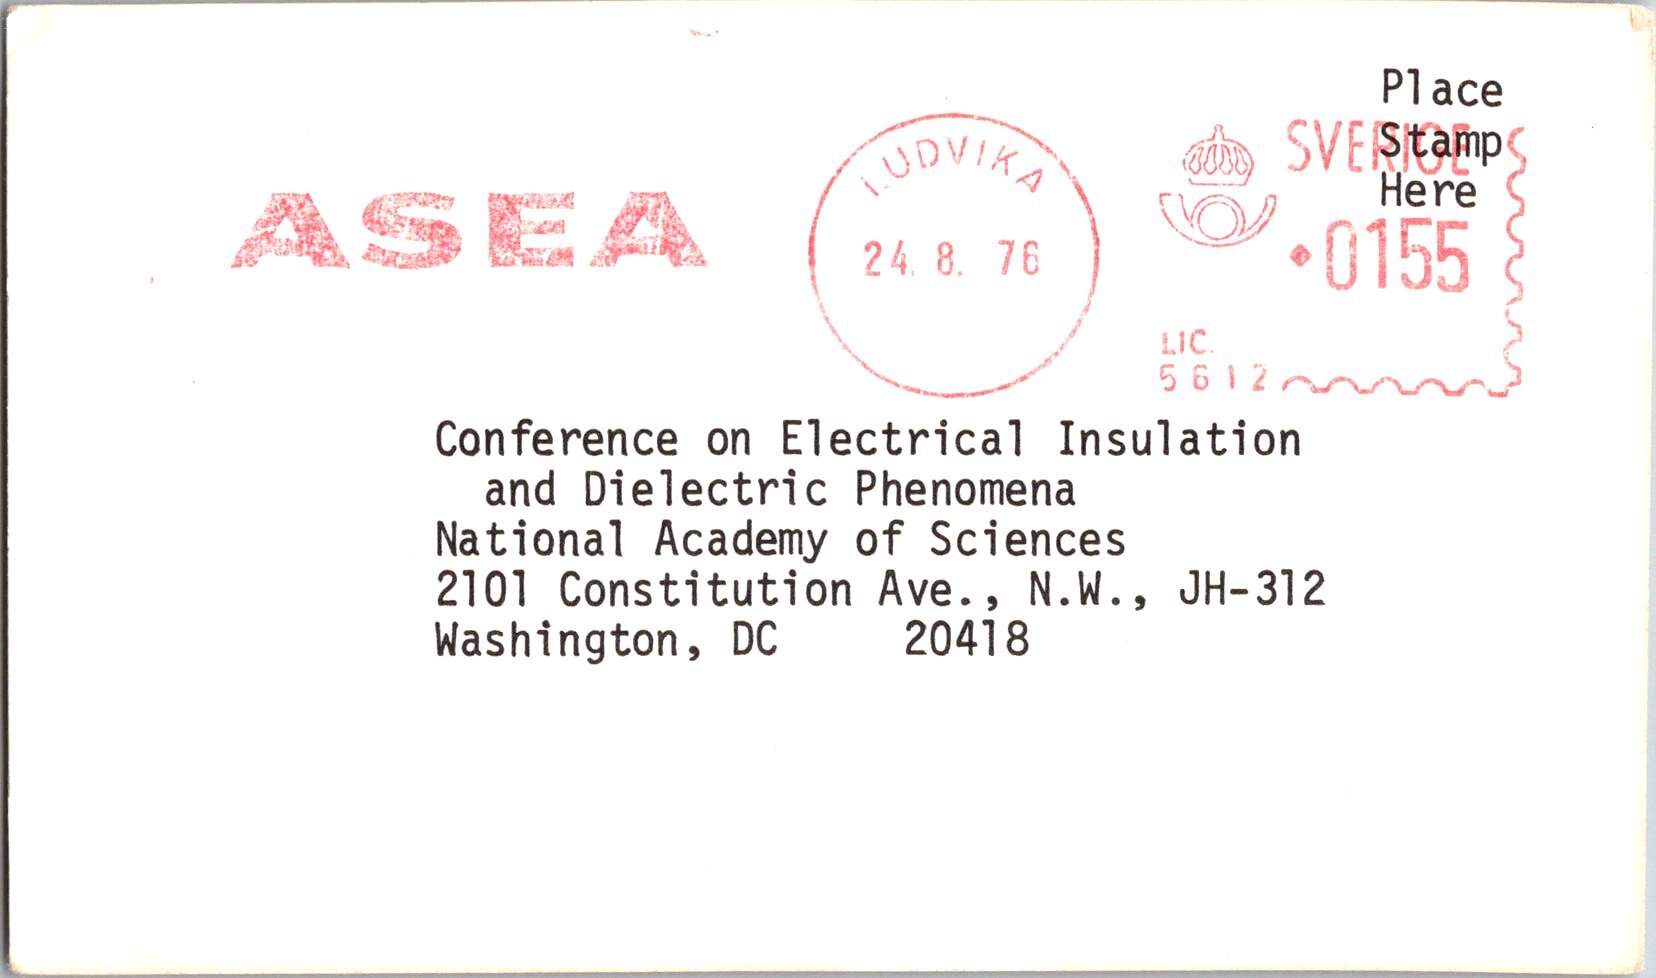 ASEA
LUDVIKA
24. 8. 76
SVERIGE
0155
LIC.
5612
Place
Stamp
Here
Conference on Electrical Insulation
and Dielectric Phenomena
National Academy of Sciences
2101 Constitution Ave., N.W., JH-312
Washington, DC 20418